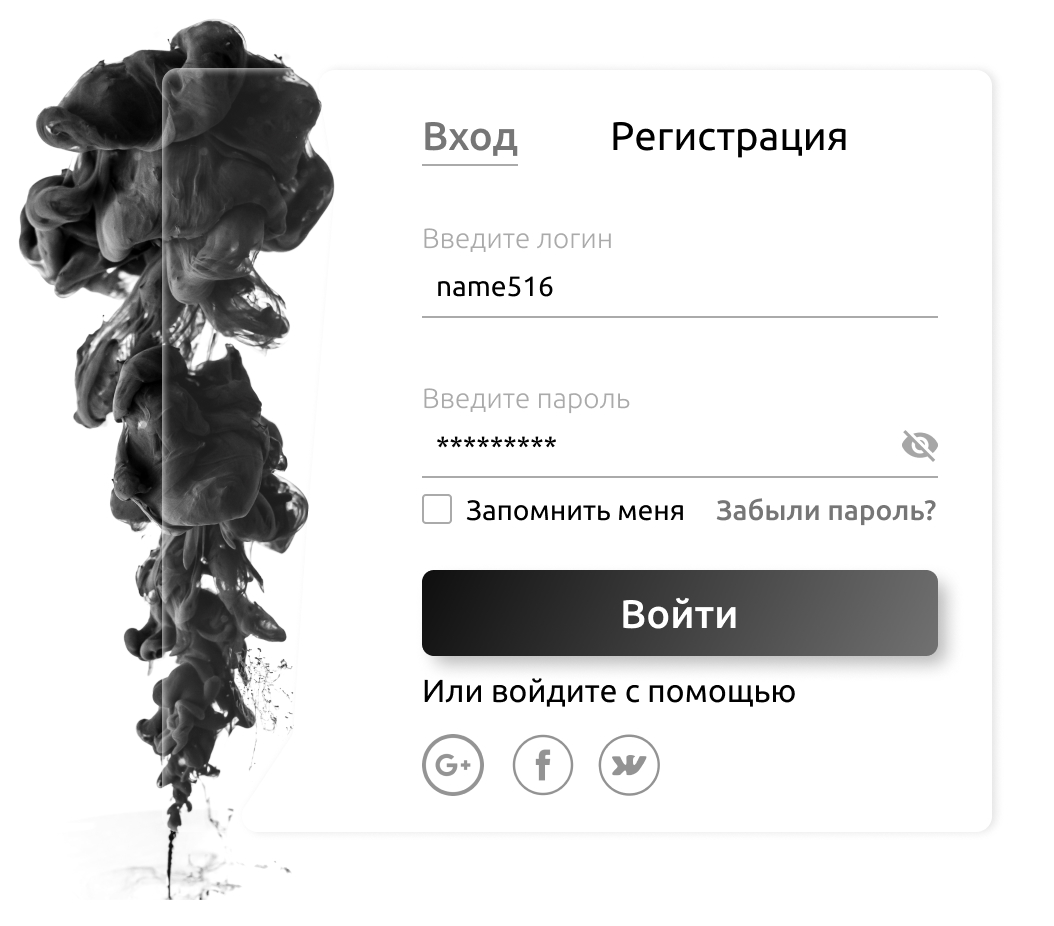 Вход Регистрация
Введите логин
name516
Введите пароль
*********
Запомнить меня Забыли пароль?
Войти
Или войдите с помощью
G+ f